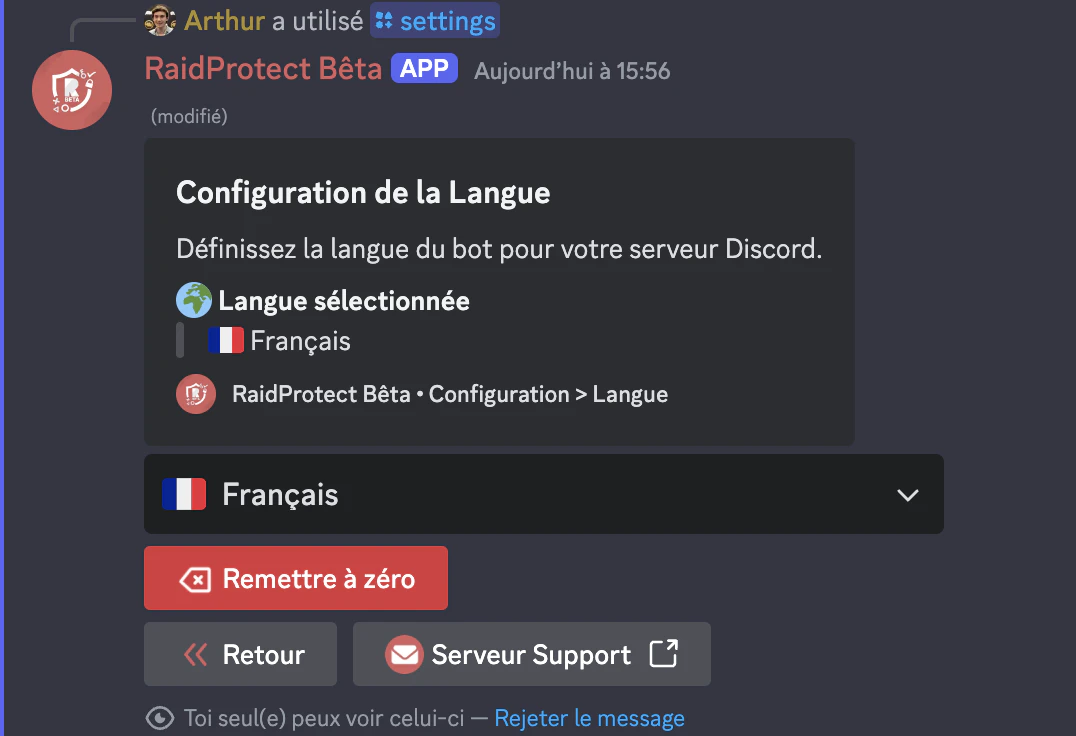 Arthur a utilisé settings
RaidProtect Bêta APP Aujourd’hui à 15:56
(modifié)
Configuration de la Langue
Définissez la langue du bot pour votre serveur Discord.
Langue sélectionnée
Français
RaidProtect Bêta • Configuration > Langue
Français
Remettre à zéro
Retour
Serveur Support
Toi seul(e) peux voir celui-ci — Rejeter le message